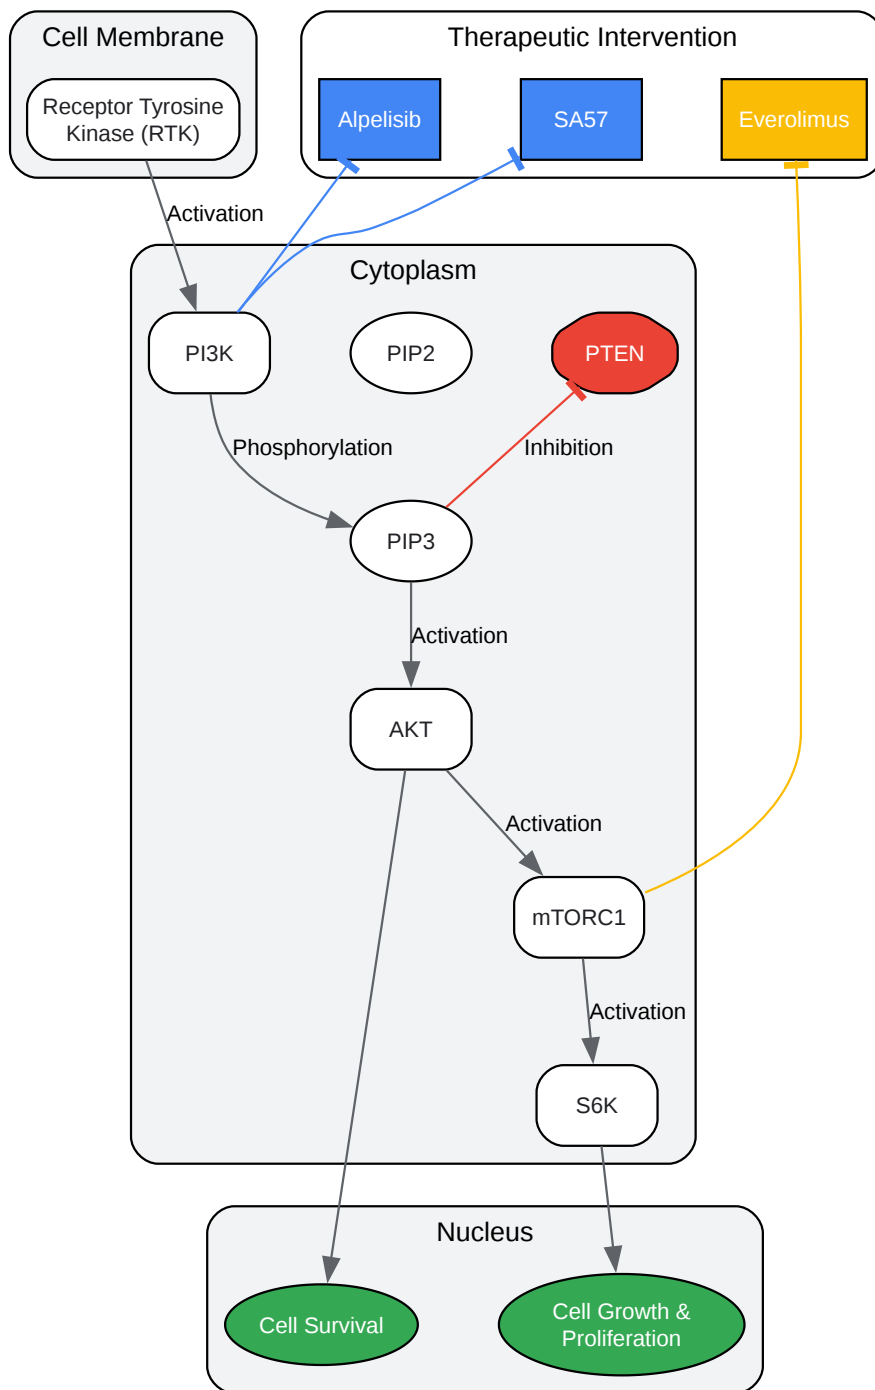 Cell Membrane
Therapeutic Intervention
Receptor Tyrosine
Kinase (RTK)
Alpelisib
SA57
Everolimus
Activation
Cytoplasm
PI3K
PIP2
PTEN
Phosphorylation
Inhibition
PIP3
Activation
AKT
Activation
mTORC1
Activation
S6K
Nucleus
Cell Survival
Cell Growth &
Proliferation